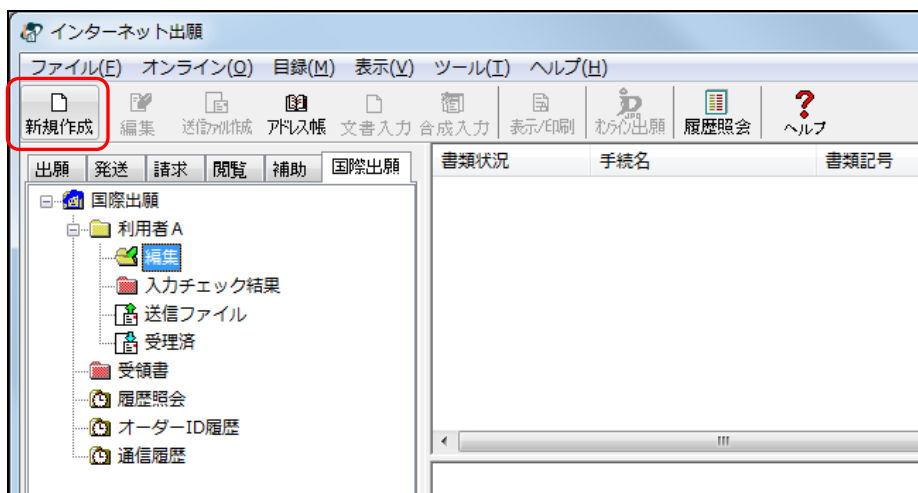 インターネット出願
ファイル(F) オンライン(O) 目録(M) 表示(V) ツール(T) ヘルプ(H)
新規作成 編集 送信ファイル作成 アドレス帳 文書入力 合成入力 表示/印刷 オンライン出願 履歴照会 ヘルプ
出願 発送 請求 閲覧 補助 国際出願
書類状況 手続名 書類記号
国際出願
利用者A
編集
入力チェック結果
送信ファイル
受理済
受領書
履歴照会
オーダーID履歴
通信履歴